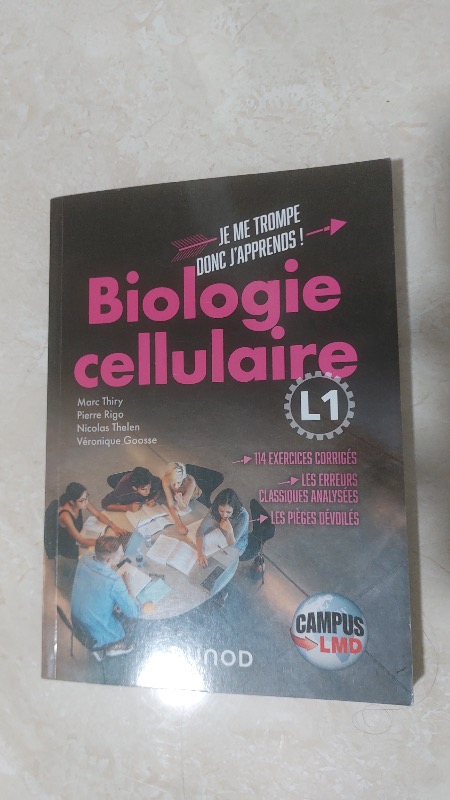 JE ME TROMPE
DONC J'APPRENDS !
Biologie
cellulaire
L1
Marc Thiry
Pierre Rigo
Nicolas Thelen
Véronique Goosse
114 EXERCICES CORRIGÉS
LES ERREURS
CLASSIQUES ANALYSÉES
LES PIÈGES DÉVOILÉS
CAMPUS
LMD
DUNOD